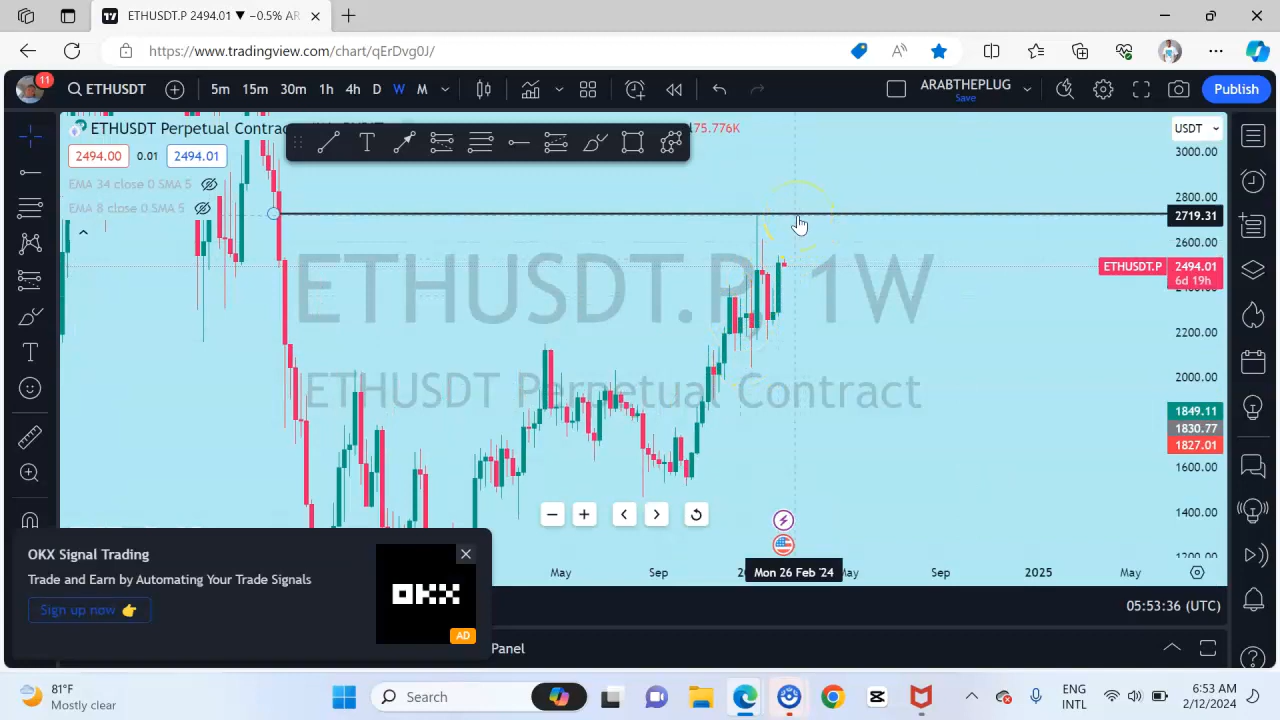 ETHUSDT.P 2494.01 ▼ −0.5% AR
https://www.tradingview.com/chart/qErDvg0J/
11
ETHUSDT
5m 15m 30m 1h 4h D W M
ARABTHEPLUG
Save
Publish
ETHUSDT Perpetual Contrac
175.776K
USDT
2494.00 0.01 2494.01
EMA 34 close 0 SMA 5
EMA 8 close 0 SMA 5
3000.00
2800.00
2719.31
2600.00
ETHUSDT.P 2494.01
6d 19h
2400.00
2200.00
2000.00
1849.11
1830.77
1827.01
1600.00
1400.00
1200.00
ETHUSDT.P, 1W
ETHUSDT Perpetual Contract
May Sep 20 Mon 26 Feb '24 May Sep 2025 May
OKX Signal Trading
Trade and Earn by Automating Your Trade Signals
Sign up now 👉
OKX
AD
05:53:36 (UTC)
Panel
81°F
Mostly clear
Search
ENG
INTL
6:53 AM
2/12/2024